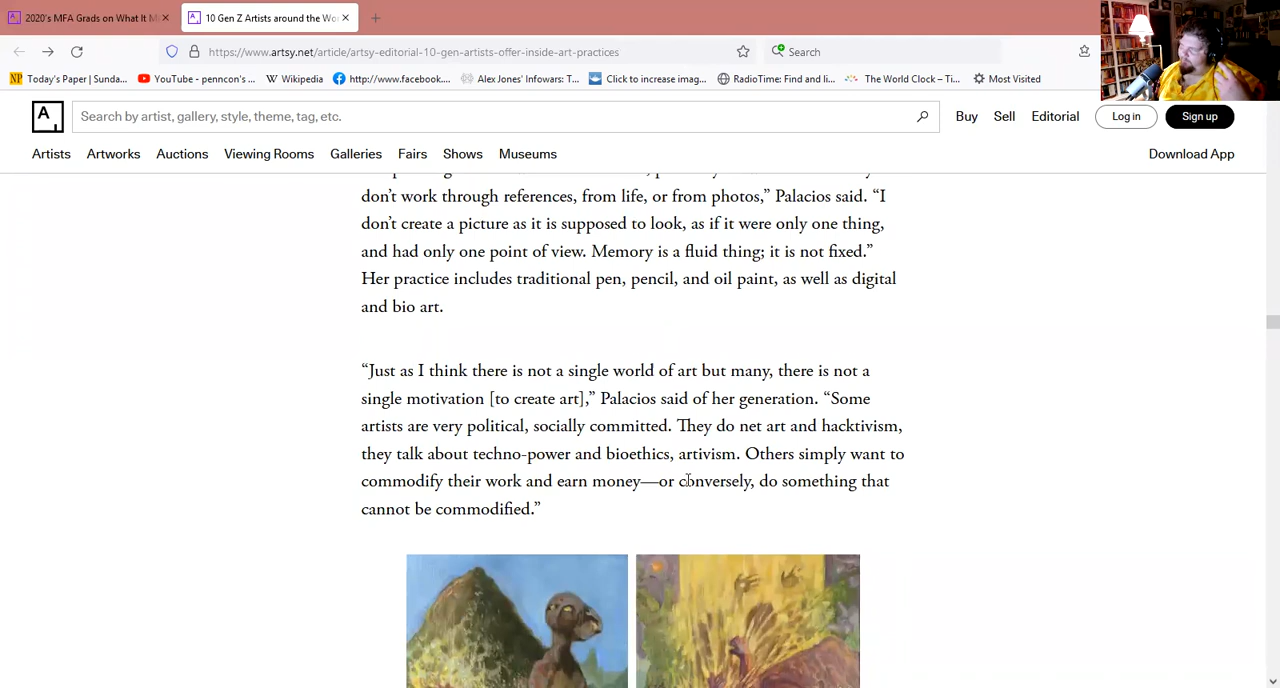 2020's MFA Grads on What It M
10 Gen Z Artists around the Wo
https://www.artsy.net/article/artsy-editorial-10-gen-artists-offer-inside-art-practices
Search
Today's Paper | Sunda...
YouTube - penncon's ...
Wikipedia
http://www.facebook....
Alex Jones' Infowars: T...
Click to increase imag...
RadioTime: Find and li...
The World Clock – Ti...
Most Visited
A
Search by artist, gallery, style, theme, tag, etc.
Buy
Sell
Editorial
Log in
Sign up
Artists
Artworks
Auctions
Viewing Rooms
Galleries
Fairs
Shows
Museums
Download App
don't work through references, from life, or from photos,” Palacios said. “I
don't create a picture as it is supposed to look, as if it were only one thing,
and had only one point of view. Memory is a fluid thing; it is not fixed.”
Her practice includes traditional pen, pencil, and oil paint, as well as digital
and bio art.
“Just as I think there is not a single world of art but many, there is not a
single motivation [to create art],” Palacios said of her generation. “Some
artists are very political, socially committed. They do net art and hacktivism,
they talk about techno-power and bioethics, artivism. Others simply want to
commodify their work and earn money—or conversely, do something that
cannot be commodified.”